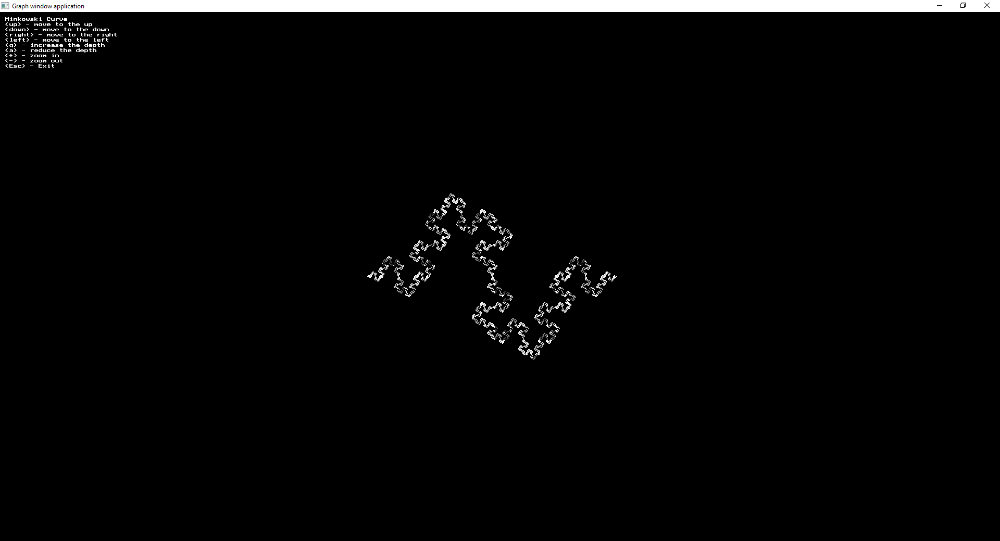 Graph window application
Minkowski Curve
<up> - move to the up
<down> - move to the down
<right> - move to the right
<left> - move to the left
<q> - increase the depth
<a> - reduce the depth
<+> - zoom in
<-> - zoom out
<Esc> - Exit